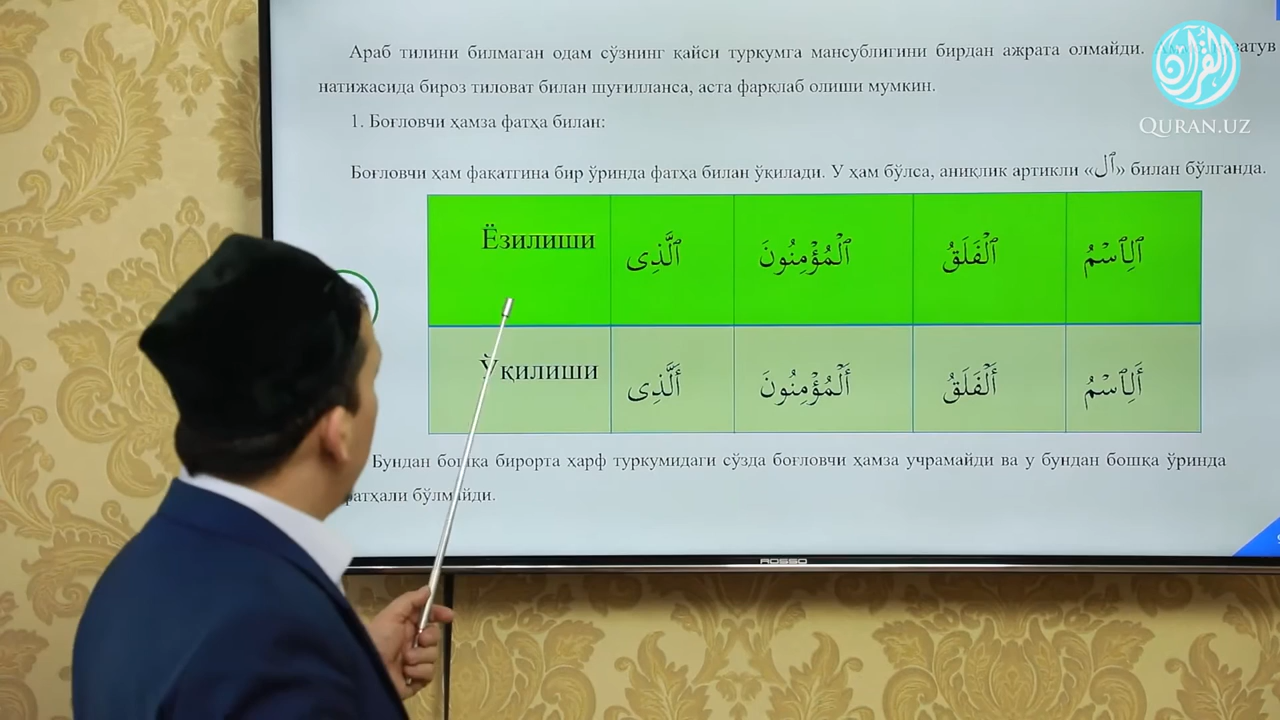 Араб тилини билмаган одам сўзнинг қайси туркумга мансублигини бирдан ажрата олмайди.
натижасида бироз тиловат билан шуғилланса, аста фарқлаб олиши мумкин.
QURAN.UZ
1. Боғловчи ҳамза фатҳа билан:
Боғловчи ҳам фақатгина бир ўринда фатҳа билан ўқилади. У ҳам бўлса, аниқлик артикли «ٱل» билан бўлганда.
Ёзилиши ٱلَّذِى ٱلْمُؤْمِنُونَ ٱلْفَلَقُ ٱلِٱسْمُ
Ўқилиши أَلَّذِى أَلْمُؤْمِنُونَ أَلْفَلَقُ أَلِٱسْمُ
Бундан бошқа бирорта ҳарф туркумидаги сўзда боғловчи ҳамза учрамайди ва у бундан бошқа ўринда
фатҳали бўлмайди.
ROSSO